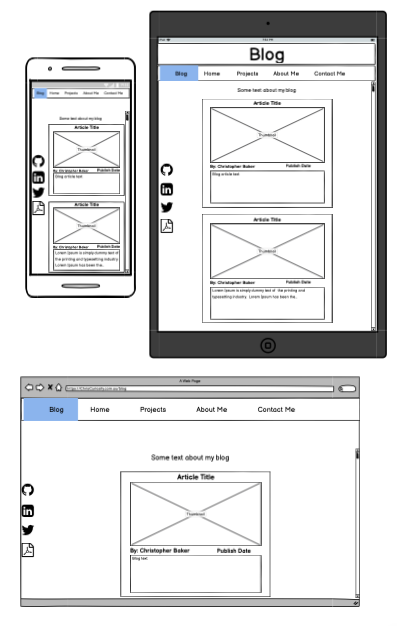 Blog Home Projects About Me Contact Me
Some text about my blog
Article Title
Thumbnail
By: Christopher Baker Publish Date
Blog article text
Article Title
Thumbnail
By: Christopher Baker Publish Date
Lorem Ipsum is simply dummy text of
the printing and typesetting industry.
Lorem Ipsum has been the..
Blog
Blog Home Projects About Me Contact Me
Some text about my blog
Article Title
Thumbnail
By: Christopher Baker Publish Date
Blog article text
Article Title
Thumbnail
By: Christopher Baker Publish Date
Lorem Ipsum is simply dummy text of the printing and
typesetting industry. Lorem Ipsum has been the..
A Web Page
Blog Home Projects About Me Contact Me
Some text about my blog
Article Title
Thumbnail
By: Christopher Baker Publish Date
Blog text